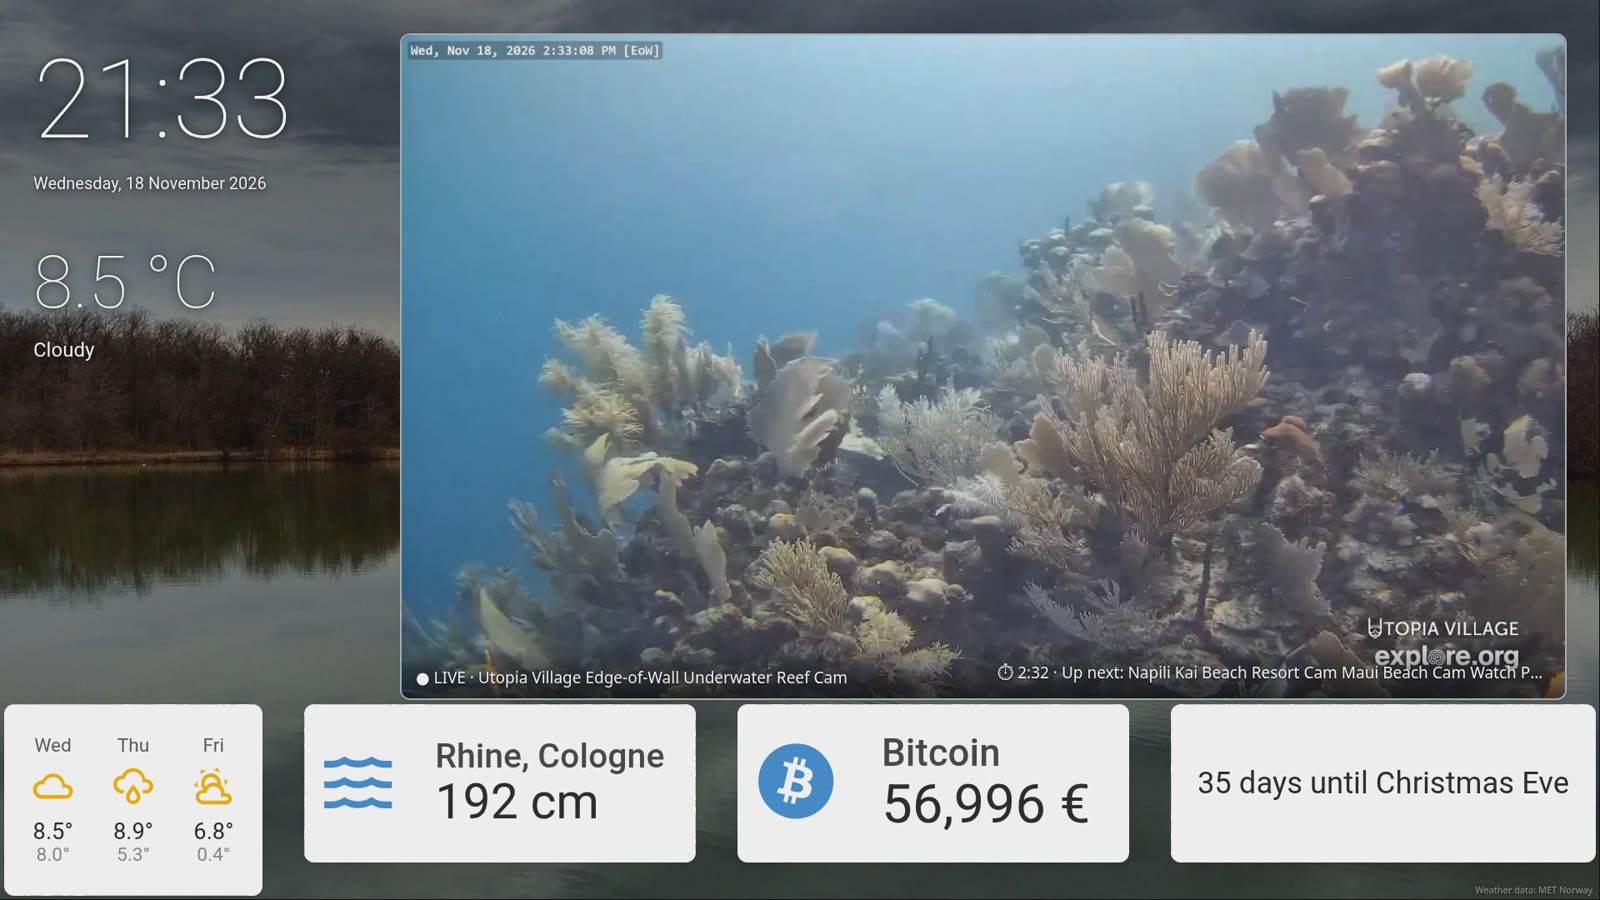 21:33
Wednesday, 18 November 2026
8.5 °C
Cloudy
Wed, Nov 18, 2026 2:33:08 PM [EoW]
UTOPIA VILLAGE
explore.org
● LIVE · Utopia Village Edge-of-Wall Underwater Reef Cam
⏱ 2:32 · Up next: Napili Kai Beach Resort Cam Maui Beach Cam Watch P...
Wed Thu Fri
8.5° 8.9° 6.8°
8.0° 5.3° 0.4°
Rhine, Cologne
192 cm
Bitcoin
56,996 €
35 days until Christmas Eve
Weather data: MET Norway